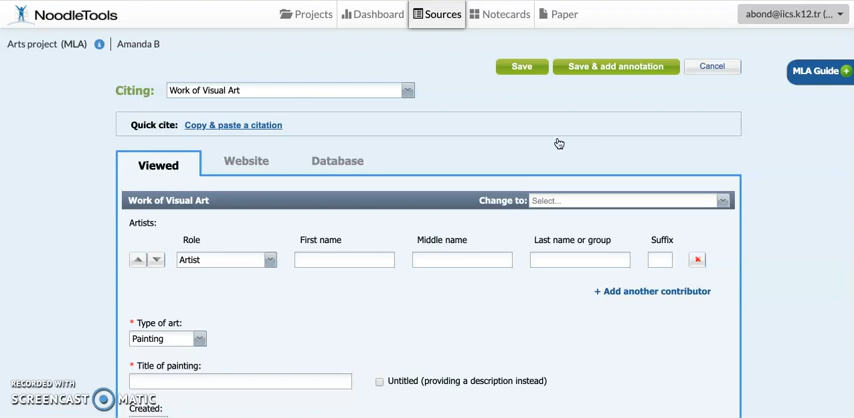 NoodleTools
Projects
Dashboard
Sources
Notecards
Paper
abond@iics.k12.tr (...
Arts project (MLA) i Amanda B
Save
Save & add annotation
Cancel
MLA Guide
Citing: Work of Visual Art
Quick cite: Copy & paste a citation
Viewed
Website
Database
Work of Visual Art
Change to: Select...
Artists:
Role First name Middle name Last name or group Suffix
Artist
+ Add another contributor
* Type of art:
Painting
* Title of painting:
Untitled (providing a description instead)
Created:
RECORDED WITH
SCREENCAST MATIC